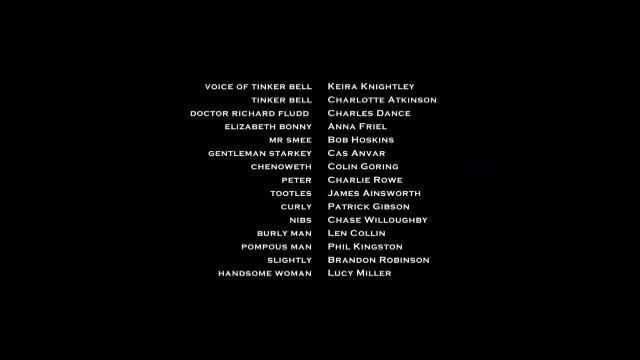 VOICE OF TINKER BELL KEIRA KNIGHTLEY
TINKER BELL CHARLOTTE ATKINSON
DOCTOR RICHARD FLUDD CHARLES DANCE
ELIZABETH BONNY ANNA FRIEL
MR SMEE BOB HOSKINS
GENTLEMAN STARKEY CAS ANVAR
CHENOWETH COLIN GORING
PETER CHARLIE ROWE
TOOTLES JAMES AINSWORTH
CURLY PATRICK GIBSON
NIBS CHASE WILLOUGHBY
BURLY MAN LEN COLLIN
POMPOUS MAN PHIL KINGSTON
SLIGHTLY BRANDON ROBINSON
HANDSOME WOMAN LUCY MILLER